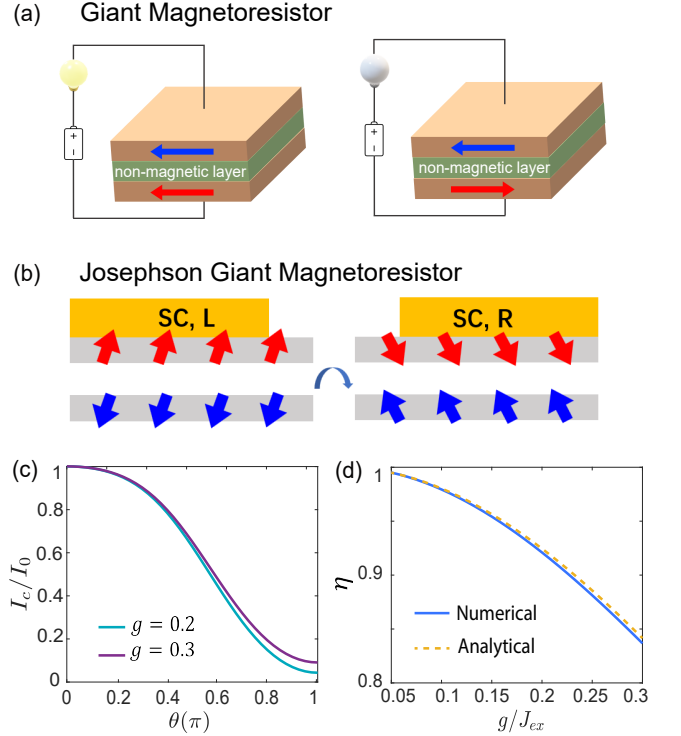 (a) Giant Magnetoresistor
+
-
non-magnetic layer
+
-
non-magnetic layer
(b) Josephson Giant Magnetoresistor
SC, L
SC, R
(c)
I_c/I_0
1
0.8
0.6
0.4
0.2
0
g = 0.2
g = 0.3
0 0.2 0.4 0.6 0.8 1
θ(π)
(d)
η
1
0.9
0.8
Numerical
Analytical
0.05 0.1 0.15 0.2 0.25 0.3
g/J_{ex}